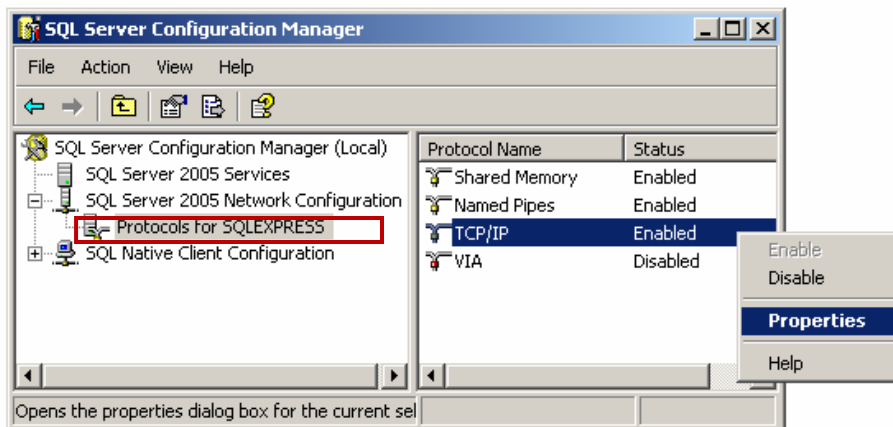 SQL Server Configuration Manager
File Action View Help
SQL Server Configuration Manager (Local)
SQL Server 2005 Services
SQL Server 2005 Network Configuration
Protocols for SQLEXPRESS
SQL Native Client Configuration
Protocol Name Status
Shared Memory Enabled
Named Pipes Enabled
TCP/IP Enabled
VIA Disabled
Enable
Disable
Properties
Help
Opens the properties dialog box for the current sel